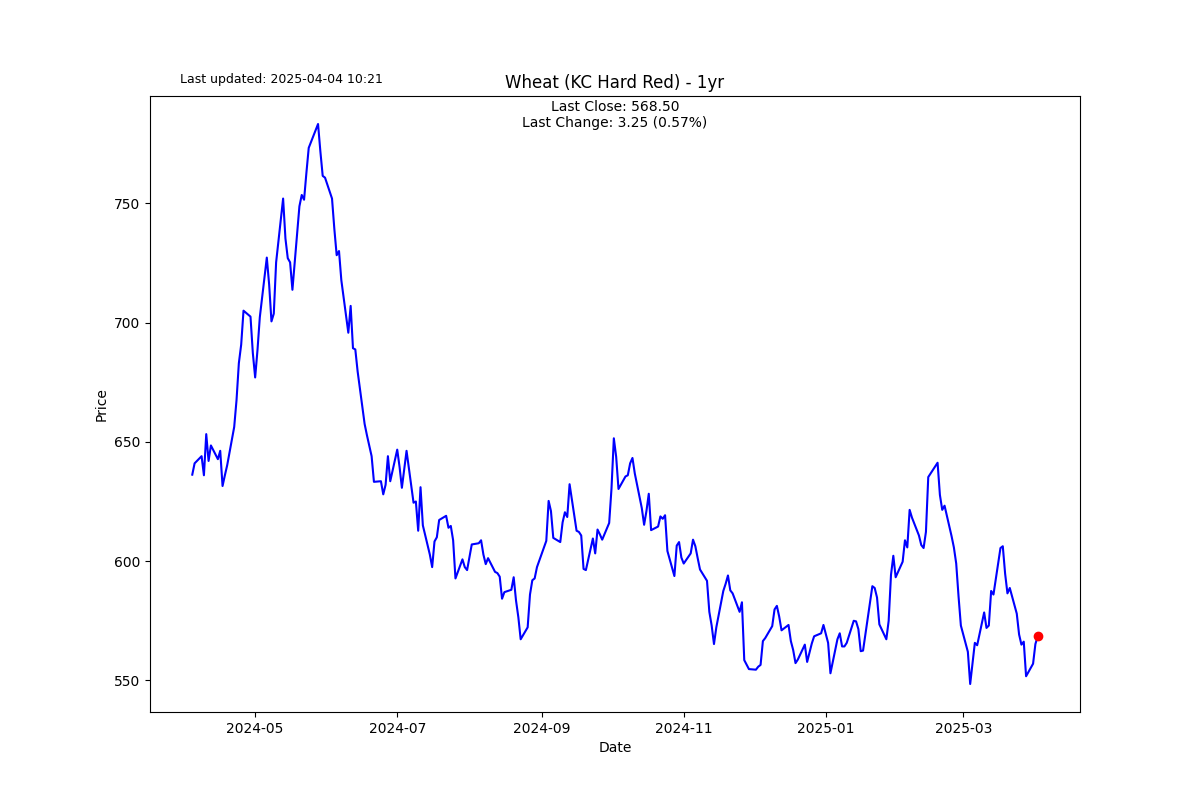 Last updated: 2025-04-04 10:21
Wheat (KC Hard Red) - 1yr
Last Close: 568.50
Last Change: 3.25 (0.57%)
750
700
650
600
550
Price
2024-05
2024-07
2024-09
2024-11
2025-01
2025-03
Date